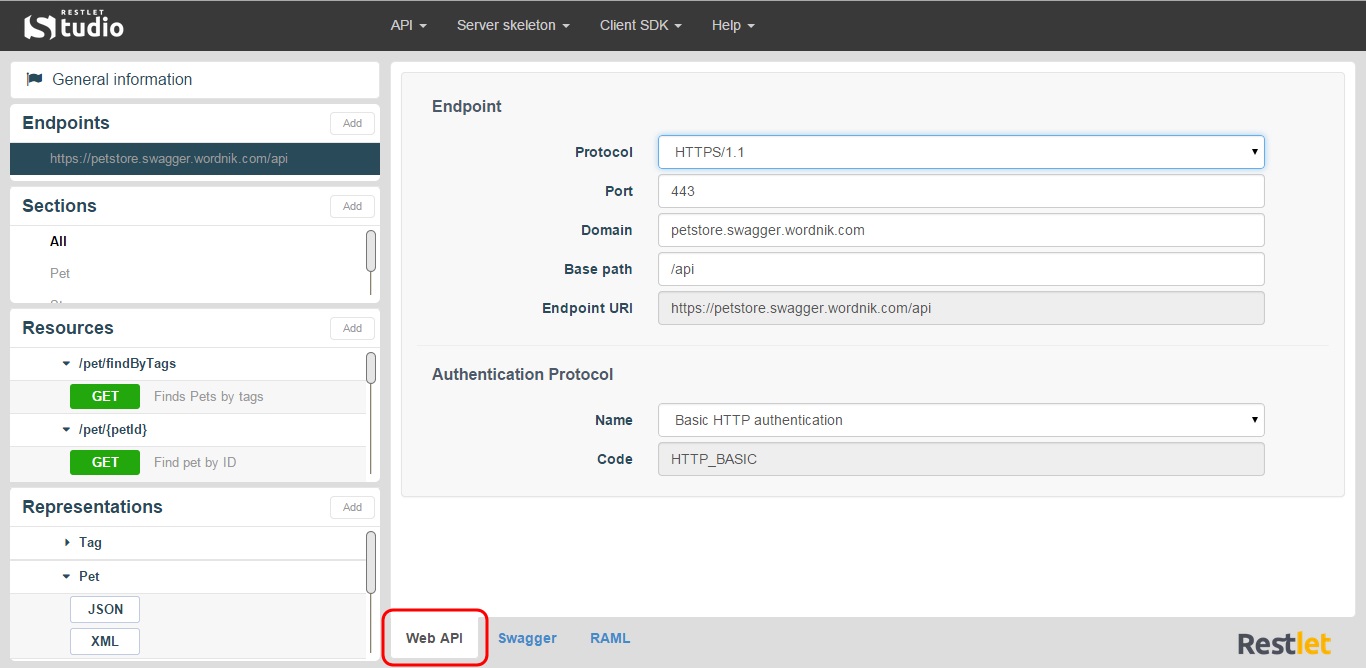 RESTLET
Studio
API
Server skeleton
Client SDK
Help
General information
Endpoints
Add
https://petstore.swagger.wordnik.com/api
Sections
Add
All
Pet
Resources
Add
/pet/findByTags
GET Finds Pets by tags
/pet/{petId}
GET Find pet by ID
Representations
Add
Tag
Pet
JSON
XML
Endpoint
Protocol HTTPS/1.1
Port 443
Domain petstore.swagger.wordnik.com
Base path /api
Endpoint URI https://petstore.swagger.wordnik.com/api
Authentication Protocol
Name Basic HTTP authentication
Code HTTP_BASIC
Web API
Swagger
RAML
Restlet